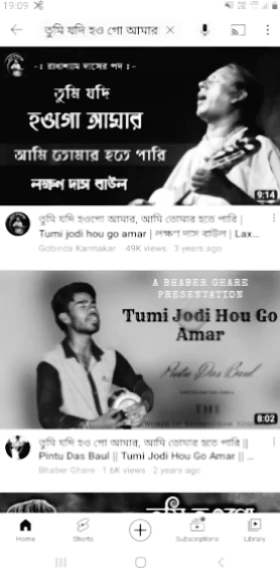 19:09
তুমি যদি হও গো আমার
-: রাধাশ্যাম দাসের পদ :-
তুমি যদি
হওগো আমার
আমি তোমার হতে পারি
লক্ষণ দাস বাউল
9:14
তুমি যদি হওগো আমার, আমি তোমার হতে পারি |
Tumi jodi hou go amar | লক্ষণ দাস বাউল | Lax...
Gobinda Karmakar · 49K views · 3 years ago
A BHABER GHARE
PRESENTATION
Tumi Jodi Hou Go
Amar
Pintu Das Baul
THE
8:02
তুমি যদি হও গো আমার, আমি তোমার হতে পারি ||
Pintu Das Baul || Tumi Jodi Hou Go Amar || ...
Bhaber Ghare · 1.6K views · 2 years ago
Home
Shorts
Subscriptions
Library